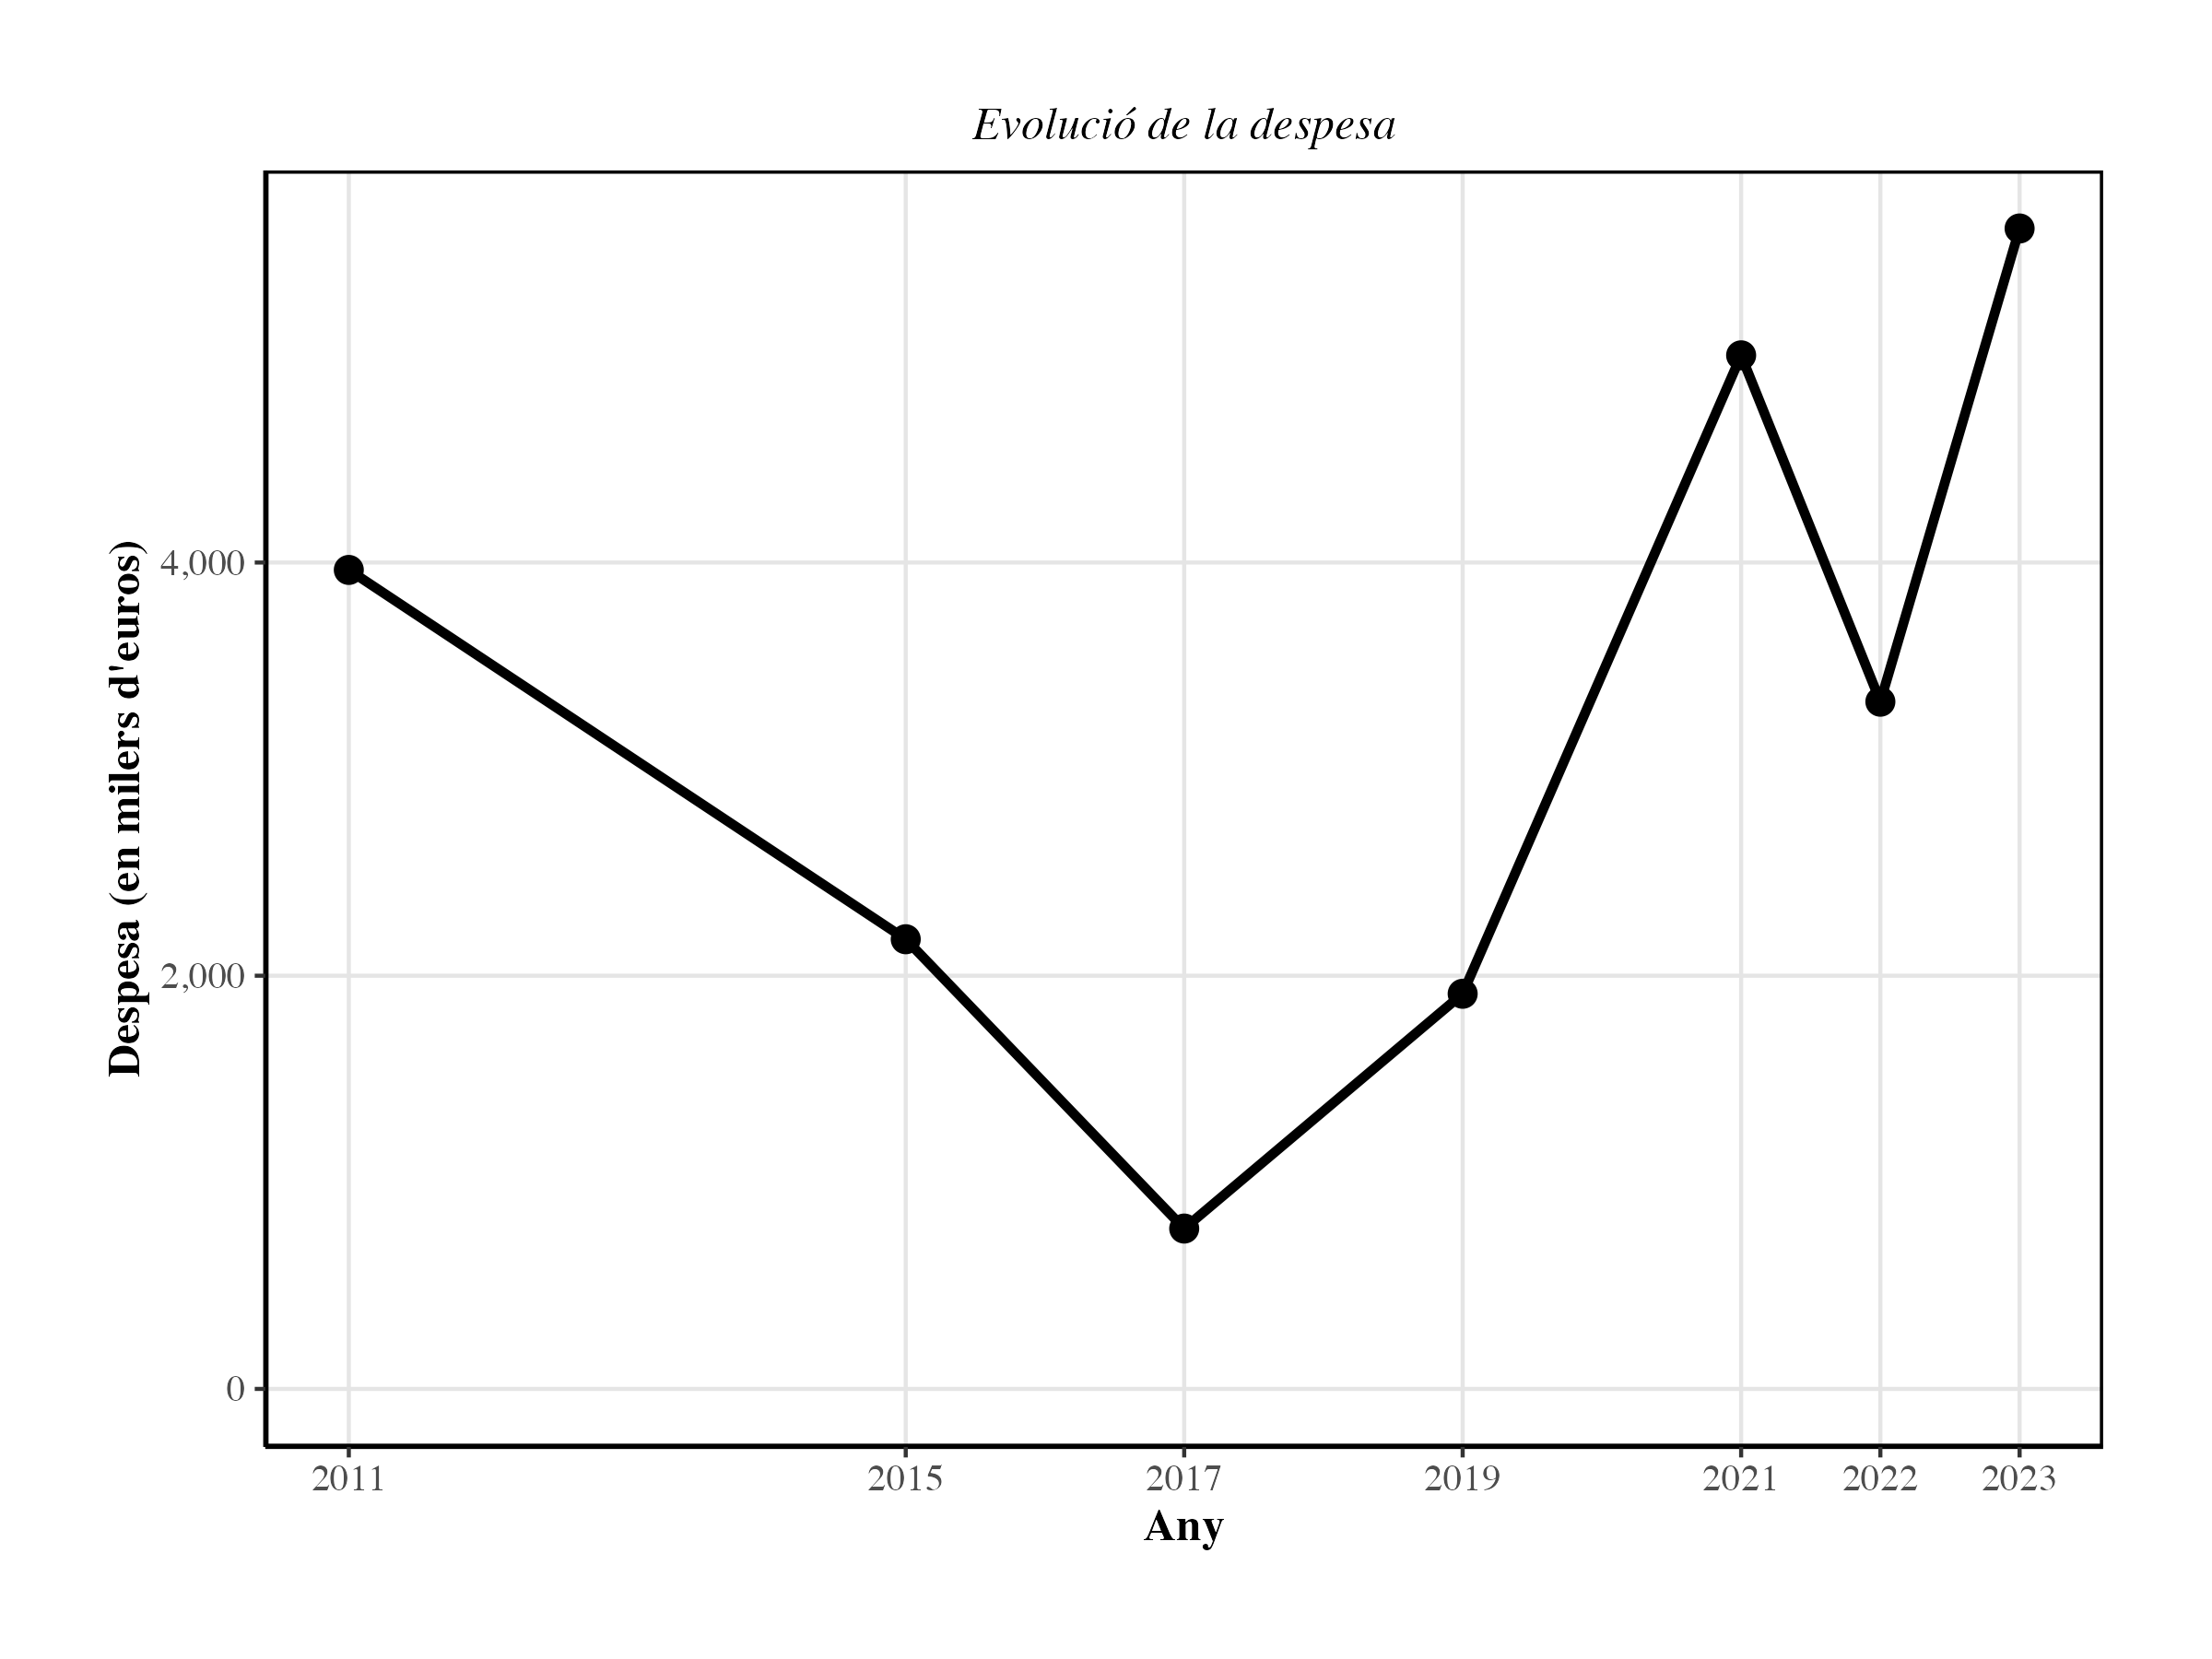 Evolució de la despesa
Despesa (en milers d'euros)
4,000
2,000
0
2011 2015 2017 2019 2021 2022 2023
Any